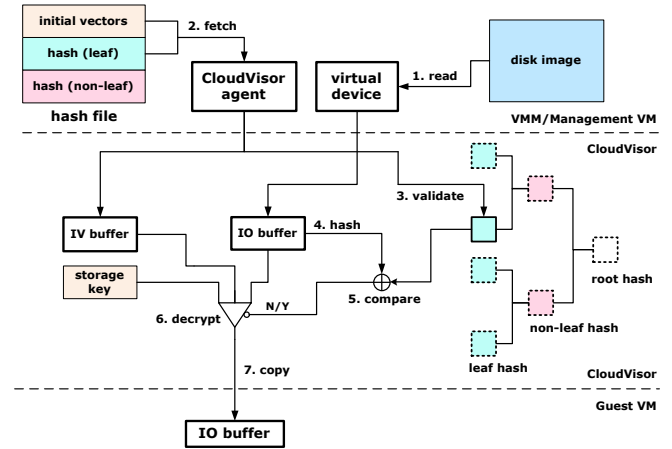 initial vectors
hash (leaf)
hash (non-leaf)
hash file
2. fetch
CloudVisor
agent
virtual
device
1. read
disk image
VMM/Management VM
CloudVisor
3. validate
IV buffer
IO buffer
4. hash
storage
key
5. compare
N/Y
6. decrypt
root hash
non-leaf hash
leaf hash
7. copy
CloudVisor
Guest VM
IO buffer